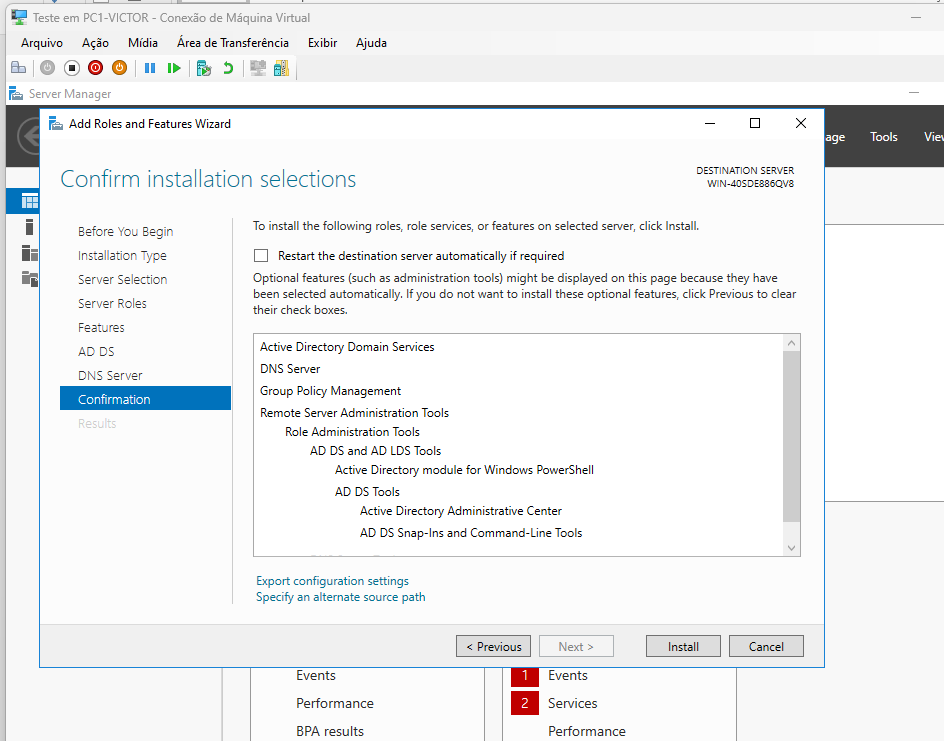 Teste em PC1-VICTOR - Conexão de Máquina Virtual
Arquivo Ação Mídia Área de Transferência Exibir Ajuda
Server Manager
Add Roles and Features Wizard
age Tools View
Confirm installation selections
DESTINATION SERVER
WIN-40SDE886QV8
Before You Begin
Installation Type
Server Selection
Server Roles
Features
AD DS
DNS Server
Confirmation
Results
To install the following roles, role services, or features on selected server, click Install.
Restart the destination server automatically if required
Optional features (such as administration tools) might be displayed on this page because they have
been selected automatically. If you do not want to install these optional features, click Previous to clear
their check boxes.
Active Directory Domain Services
DNS Server
Group Policy Management
Remote Server Administration Tools
Role Administration Tools
AD DS and AD LDS Tools
Active Directory module for Windows PowerShell
AD DS Tools
Active Directory Administrative Center
AD DS Snap-Ins and Command-Line Tools
Export configuration settings
Specify an alternate source path
< Previous Next > Install Cancel
Events
Performance
BPA results
1 Events
2 Services
Performance